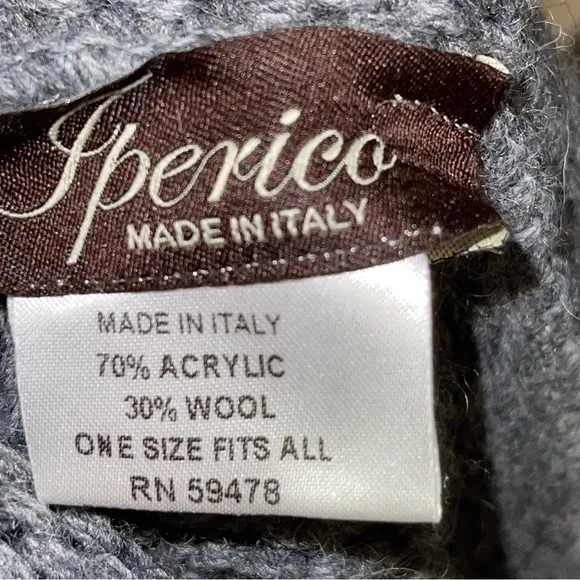 Iperico
MADE IN ITALY
MADE IN ITALY
70% ACRYLIC
30% WOOL
ONE SIZE FITS ALL
RN 59478